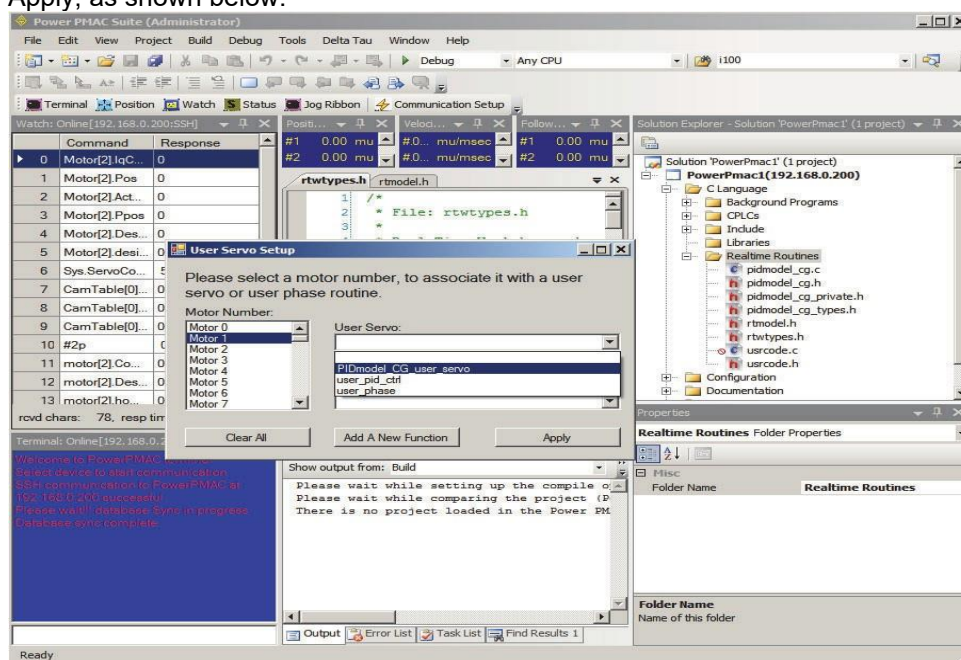 Apply, as shown below:
Power PMAC Suite (Administrator)
File Edit View Project Build Debug Tools Delta Tau Window Help
Debug Any CPU i100
Terminal Position Watch Status Jog Ribbon Communication Setup
Watch: Online[192.168.0.200:SSH]
Command Response
0 Motor[2].IqC... 0
1 Motor[2].Pos 0
2 Motor[2].Act... 0
3 Motor[2].Ppos 0
4 Motor[2].Des... 0
5 Motor[2].desi... 0
6 Sys.ServoCo...
7 CamTable[0]... 0
8 CamTable[0]... 0
9 CamTable[0]... 0
10 #2p
11 motor[2].Co... 0
12 motor[2].Des... 0
13 motor[2].ho... 0
rcvd chars: 78, resp tim
Positi... Veloc... Follow...
#1 0.00 mu #.0... mu/msec #1 0.00 mu
#2 0.00 mu #.0... mu/msec #2 0.00 mu
rtwtypes.h rtmodel.h
1 /*
2 * File: rtwtypes.h
3 *
User Servo Setup
Please select a motor number, to associate it with a user
servo or user phase routine.
Motor Number:
Motor 0
Motor 1
Motor 2
Motor 3
Motor 4
Motor 5
Motor 6
Motor 7
User Servo:
PIDmodel_CG_user_servo
user_pid_ctrl
user_phase
Clear All Add A New Function Apply
Terminal: Online[192.168.0.2
Welcome to PowerPMAC
Select device to start communication
SSH communication to PowerPMAC at
192.168.0.200 successful
Please wait!! database Sync in progress
Database sync complete
Show output from: Build
Please wait while setting up the compile o
Please wait while comparing the project (P
There is no project loaded in the Power PM
Output Error List Task List Find Results 1
Solution Explorer - Solution 'PowerPmac1' (1 project)
Solution 'PowerPmac1' (1 project)
PowerPmac1(192.168.0.200)
C Language
Background Programs
CPLCs
Include
Libraries
Realtime Routines
pidmodel_cg.c
pidmodel_cg.h
pidmodel_cg_private.h
pidmodel_cg_types.h
rtmodel.h
rtwtypes.h
usrcode.c
usrcode.h
Configuration
Documentation
Properties
Realtime Routines Folder Properties
Misc
Folder Name Realtime Routines
Folder Name
Name of this folder
Ready